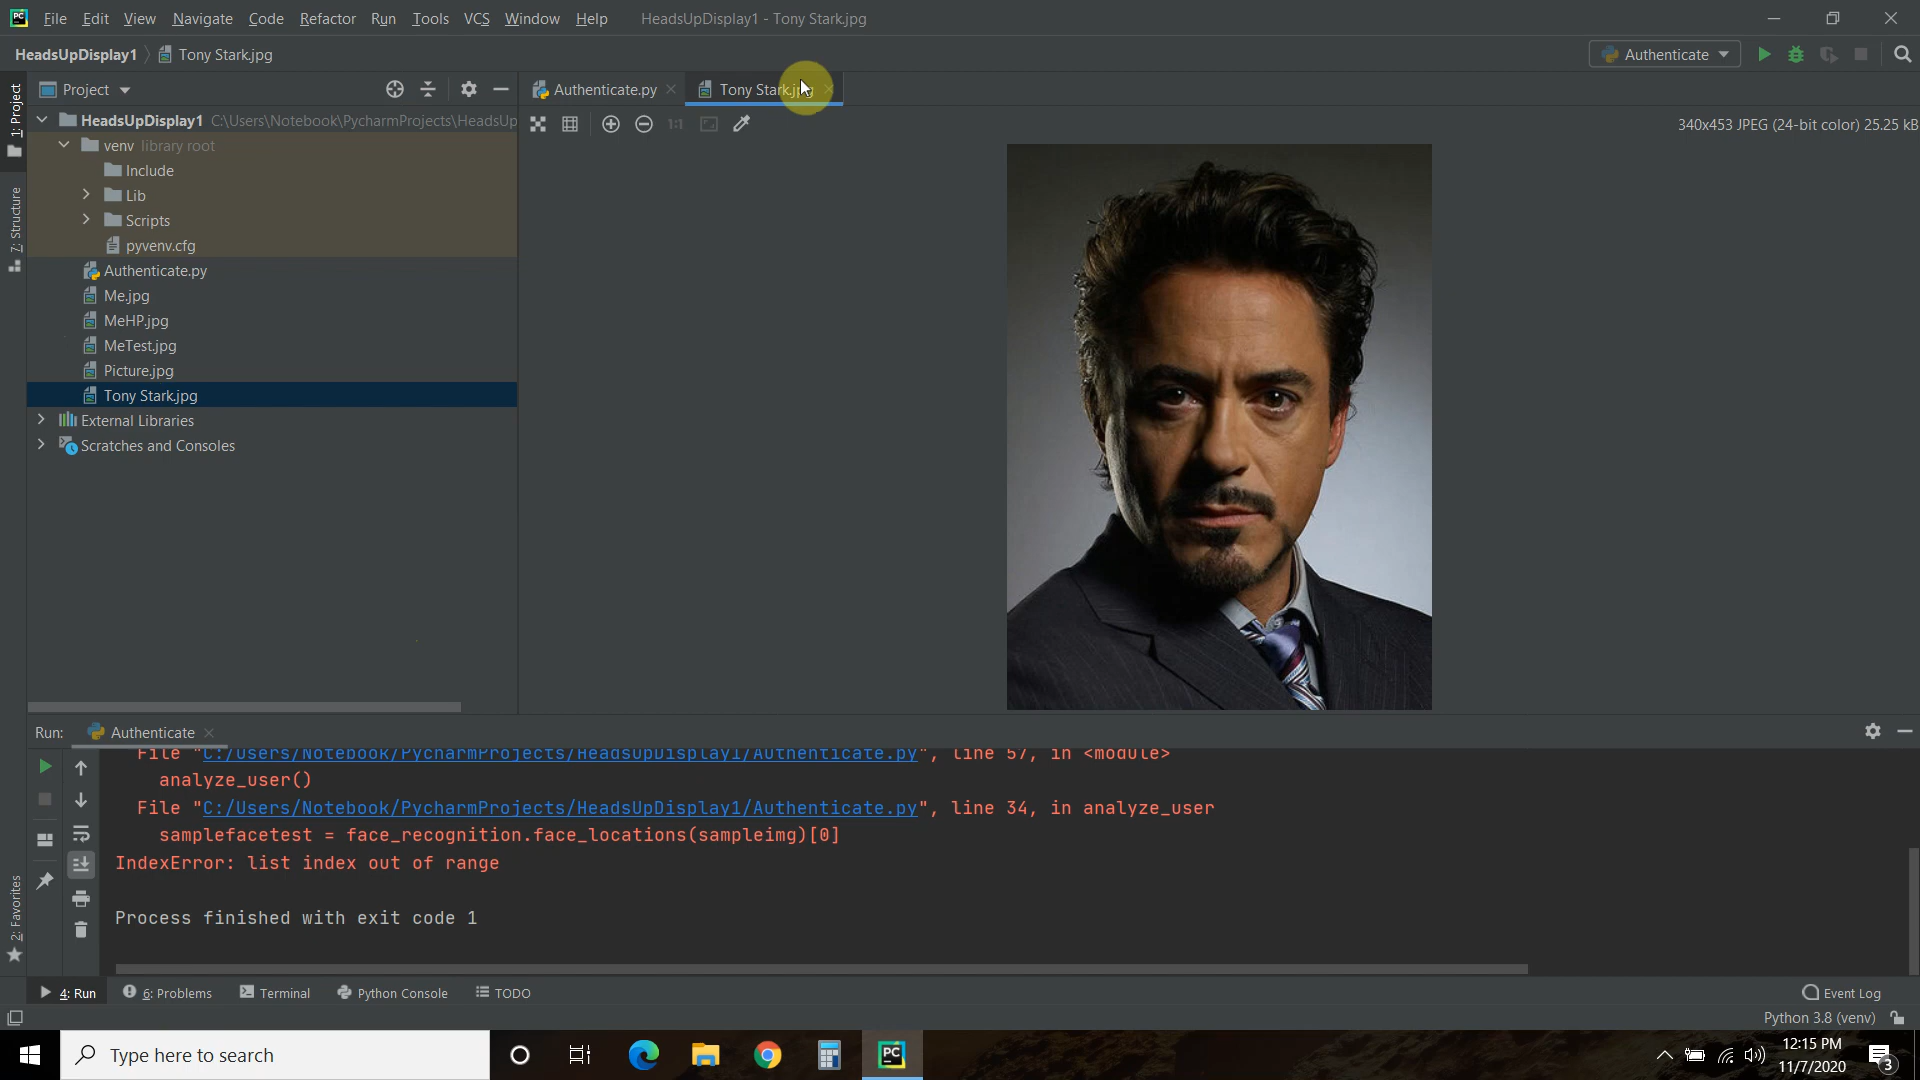 File Edit View Navigate Code Refactor Run Tools VCS Window Help HeadsUpDisplay1 - Tony Stark.jpg
HeadsUpDisplay1 Tony Stark.jpg Authenticate
1: Project
Project
Authenticate.py Tony Stark.jpg
HeadsUpDisplay1 C:\Users\Notebook\PycharmProjects\HeadsUp
1:1
340x453 JPEG (24-bit color) 25.25 kB
venv library root
Include
Lib
Scripts
pyvenv.cfg
Authenticate.py
Me.jpg
MeHP.jpg
MeTest.jpg
Picture.jpg
Tony Stark.jpg
External Libraries
Scratches and Consoles
7: Structure
2: Favorites
Run: Authenticate
File "C:/Users/Notebook/PycharmProjects/HeadsUpDisplay1/Authenticate.py", line 57, in <module>
analyze_user()
File "C:/Users/Notebook/PycharmProjects/HeadsUpDisplay1/Authenticate.py", line 34, in analyze_user
samplefacetest = face_recognition.face_locations(sampleimg)[0]
IndexError: list index out of range
Process finished with exit code 1
4: Run 6: Problems Terminal Python Console TODO Event Log
Python 3.8 (venv)
Type here to search
PC
12:15 PM
11/7/2020
3